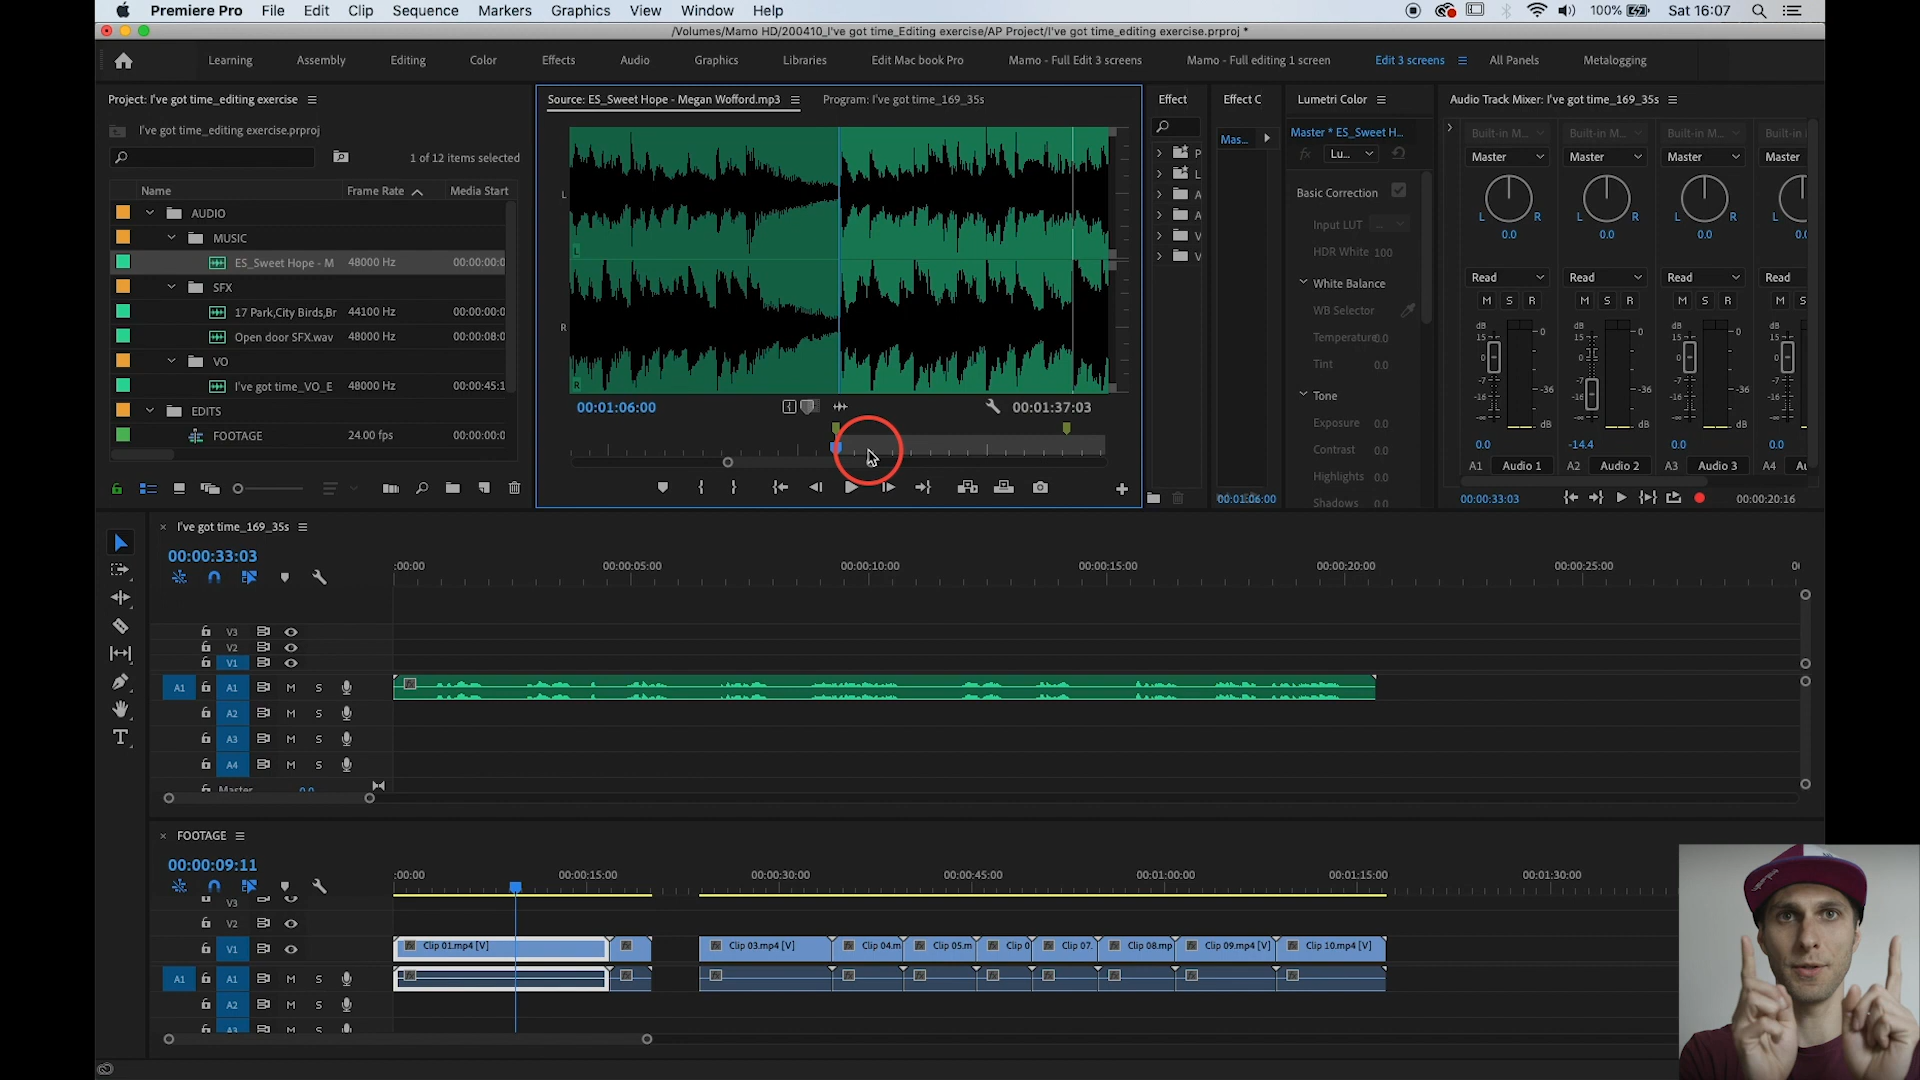 Premiere Pro File Edit Clip Sequence Markers Graphics View Window Help 100% Sat 16:07
/Volumes/Mamo HD/200410_I've got time_Editing exercise/AP Project/I've got time_editing exercise.prproj *
Learning Assembly Editing Color Effects Audio Graphics Libraries Edit Mac book Pro Mamo - Full Edit 3 screens Mamo - Full editing 1 screen Edit 3 screens All Panels Metalogging
Project: I've got time_editing exercise
I've got time_editing exercise.prproj
1 of 12 items selected
Name Frame Rate Media Start
AUDIO
MUSIC
ES_Sweet Hope - M 48000 Hz 00:00:00:0
SFX
17 Park,City Birds,Br 44100 Hz 00:00:00:0
Open door SFX.wav 48000 Hz 00:00:08:0
VO
I've got time_VO_E 48000 Hz 00:00:45:1
EDITS
FOOTAGE 24.00 fps 00:00:00:0
Source: ES_Sweet Hope - Megan Wofford.mp3 Program: I've got time_169_35s
L
L
R
R
00:01:06:00 00:01:37:03
Effect
P
L
A
A
V
V
Effect C
Mas...
00:01:06:00
Lumetri Color
Master * ES_Sweet H...
fx Lu...
Basic Correction
Input LUT ...
HDR White 100
White Balance
WB Selector
Temperature 0.0
Tint 0.0
Tone
Exposure 0.0
Contrast 0.0
Highlights 0.0
Shadows 0.0
Audio Track Mixer: I've got time_169_35s
Built-in M... Built-in M... Built-in M... Built-in M
Master Master Master Master
L R L R L R L
0.0 0.0 0.0 0.0
Read Read Read Read
M S R M S R M S R M S
dB dB dB dB
15 0 15 0 15 0 15
0 0 0 0
-7 -36 -7 -36 -7 -36 -7
-16 -16 -16 -16
0.0 -14.4 0.0 0.0
A1 Audio 1 A2 Audio 2 A3 Audio 3 A4 Au
00:00:33:03 00:00:20:16
I've got time_169_35s
00:00:33:03
:00:00 00:00:05:00 00:00:10:00 00:00:15:00 00:00:20:00 00:00:25:00
V3
V2
V1
A1 A1 M S
A2 M S
A3 M S
A4 M S
Master 0.0
FOOTAGE
00:00:09:11
:00:00 00:00:15:00 00:00:30:00 00:00:45:00 00:01:00:00 00:01:15:00 00:01:30:00
V3
V2
V1 Clip 01.mp4 [V] Clip 03.mp4 [V] Clip 04.m Clip 05.m Clip 0 Clip 07. Clip 08.mp Clip 09.mp4 [V] Clip 10.mp4 [V]
A1 A1 M S
A2 M S
A3 M S
T